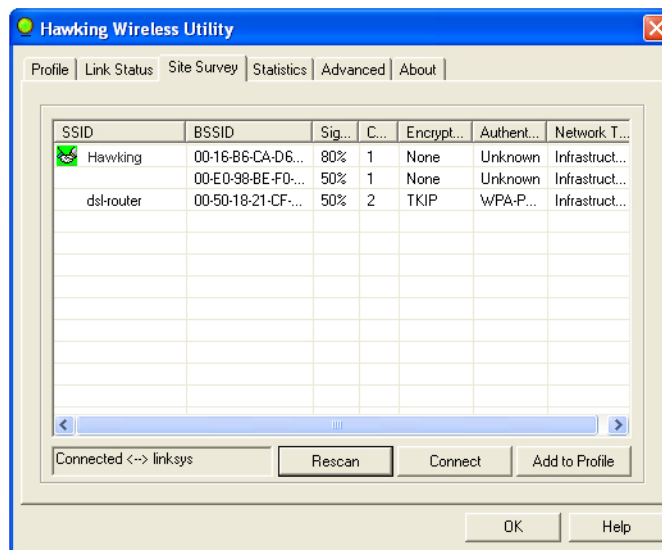 Hawking Wireless Utility
Profile Link Status Site Survey Statistics Advanced About
SSID BSSID Sig... C... Encrypt... Authent... Network T...
Hawking 00-16-B6-CA-D6... 80% 1 None Unknown Infrastruct...
00-E0-98-BE-F0-... 50% 1 None Unknown Infrastruct...
dsl-router 00-50-18-21-CF-... 50% 2 TKIP WPA-P... Infrastruct...
Connected <--> linksys Rescan Connect Add to Profile
OK Help